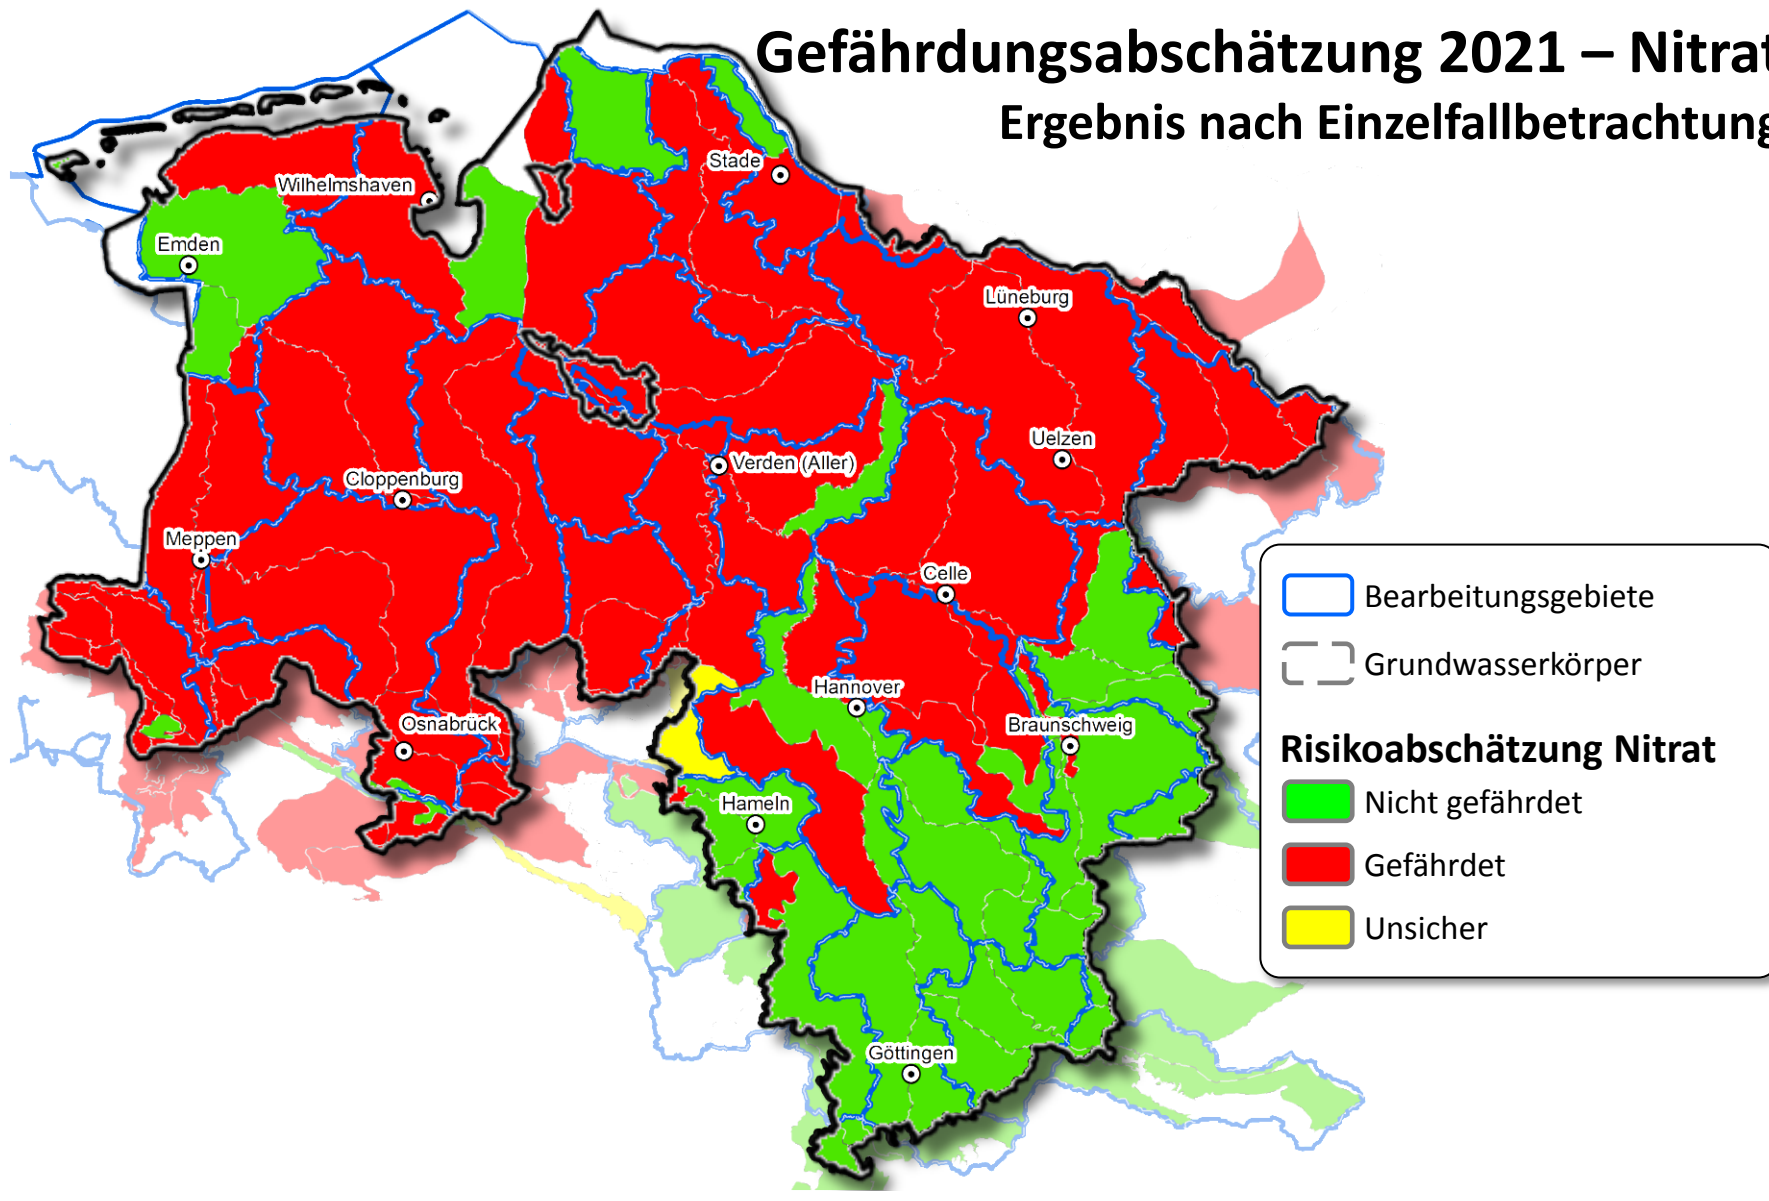 Gefährdungsabschätzung 2021 – Nitrat
Ergebnis nach Einzelfallbetrachtung
Stade
Wilhelmshaven
Emden
Lüneburg
Uelzen
Verden (Aller)
Cloppenburg
Meppen
Celle
Hannover
Osnabrück
Braunschweig
Hameln
Göttingen
Bearbeitungsgebiete
Grundwasserkörper
Risikoabschätzung Nitrat
Nicht gefährdet
Gefährdet
Unsicher